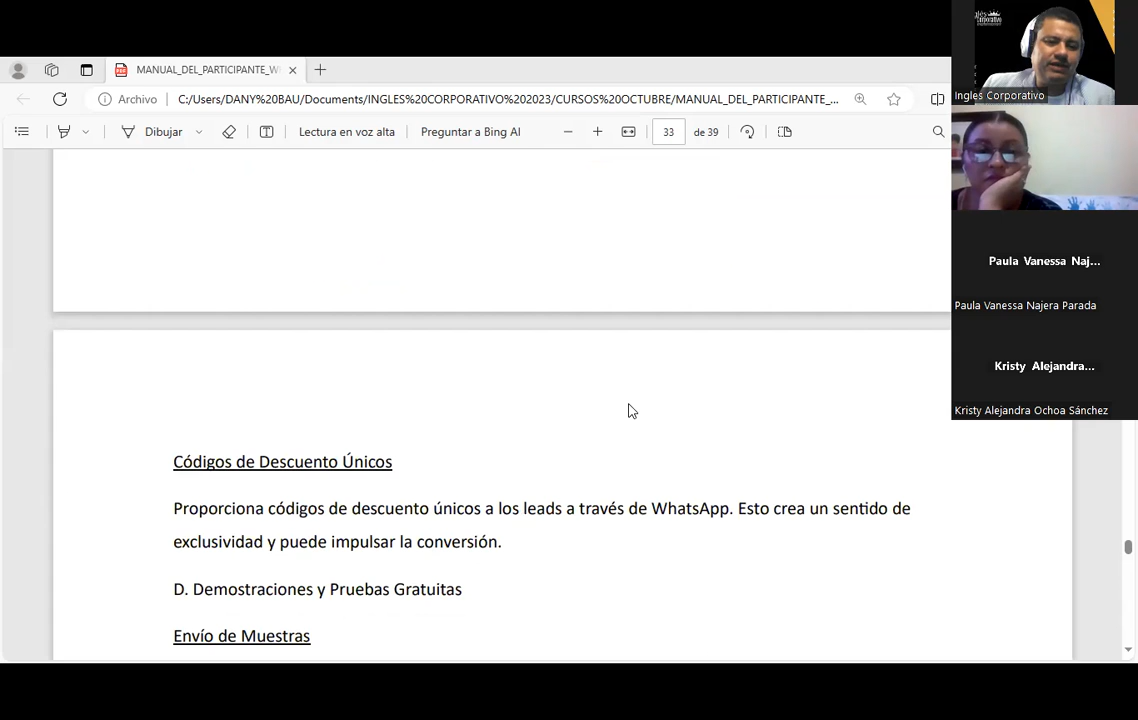 MANUAL_DEL_PARTICIPANTE_W
Archivo
C:/Users/DANY%20BAU/Documents/INGLES%20CORPORATIVO%202023/CURSOS%20OCTUBRE/MANUAL_DEL_PARTICIPANTE_...
Dibujar
Lectura en voz alta
Preguntar a Bing AI
33 de 39
Códigos de Descuento Únicos
Proporciona códigos de descuento únicos a los leads a través de WhatsApp. Esto crea un sentido de
exclusividad y puede impulsar la conversión.
D. Demostraciones y Pruebas Gratuitas
Envío de Muestras
Ingles Corporativo
Paula Vanessa Naj...
Paula Vanessa Najera Parada
Kristy Alejandra...
Kristy Alejandra Ochoa Sánchez